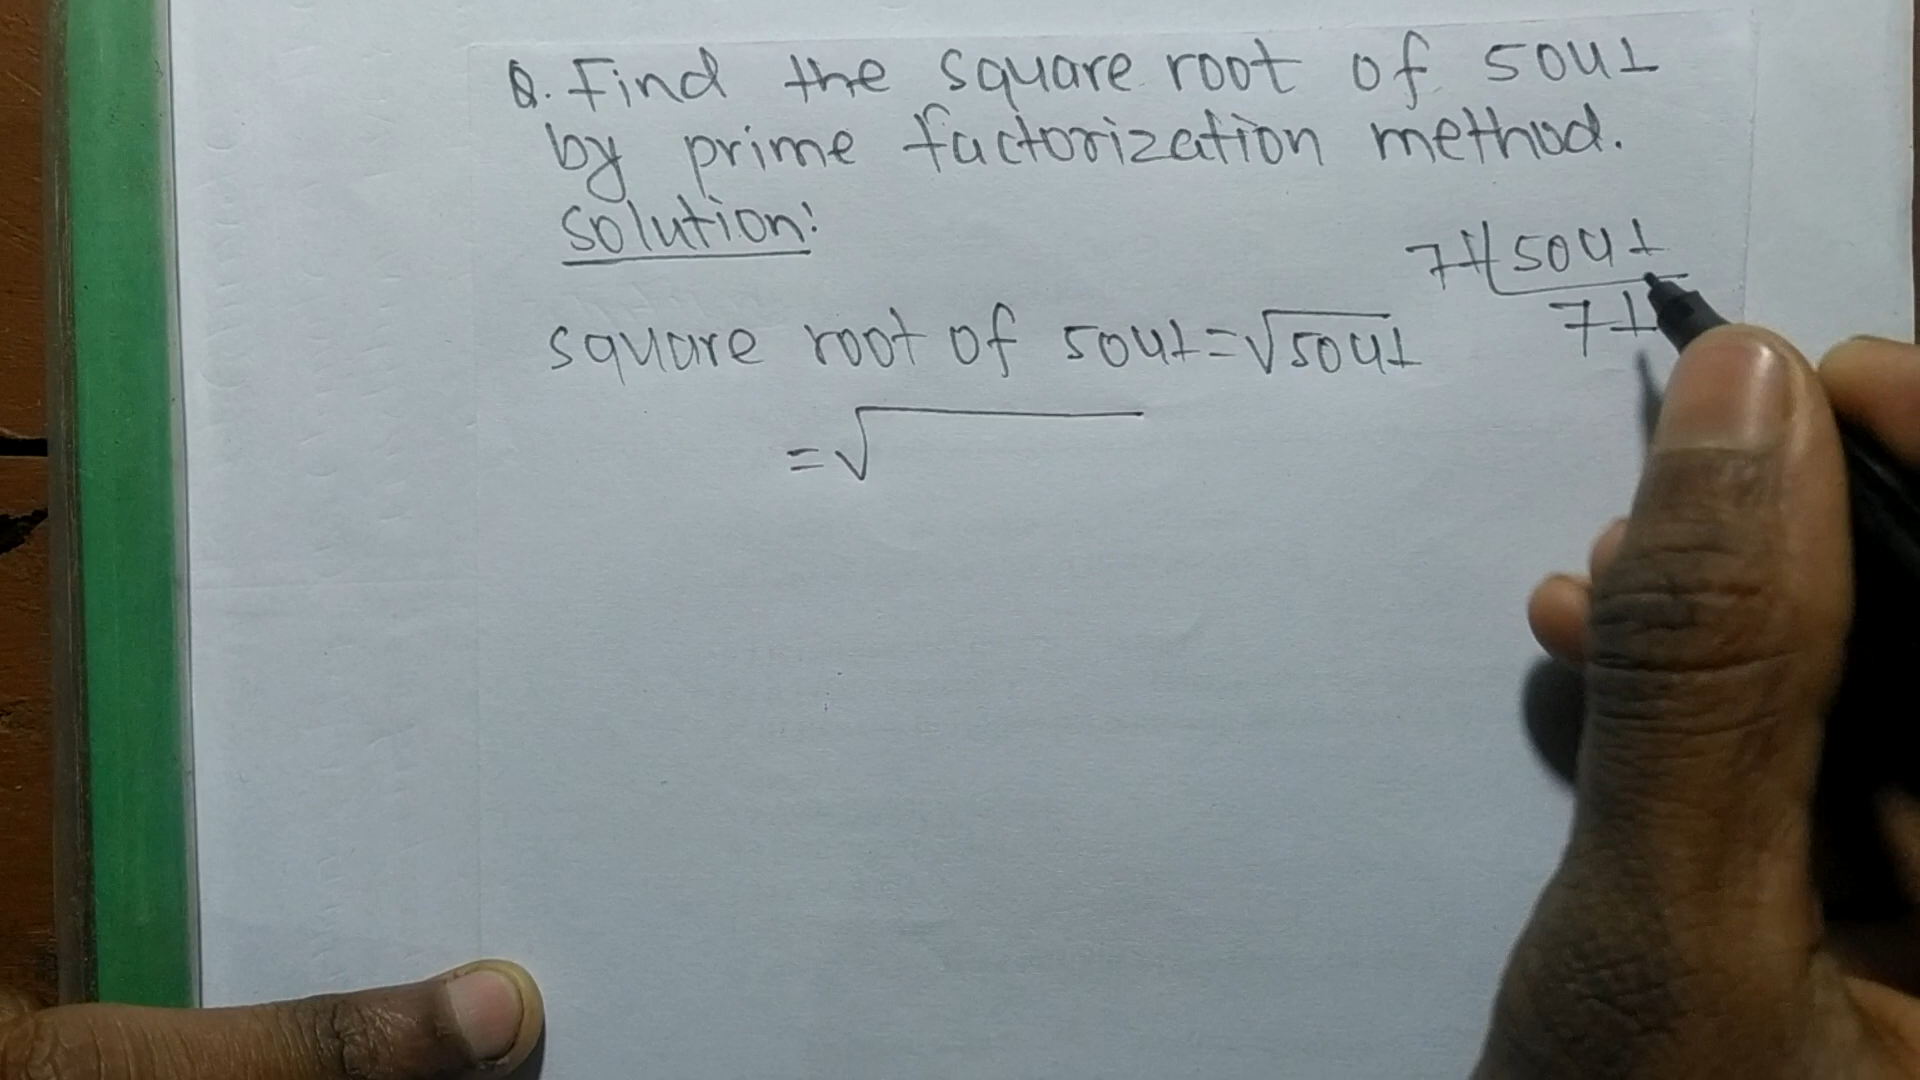 Q. Find the square root of 5041
by prime factorization method.
Solution:
71 5041
71
square root of 5041 = √5041
= √